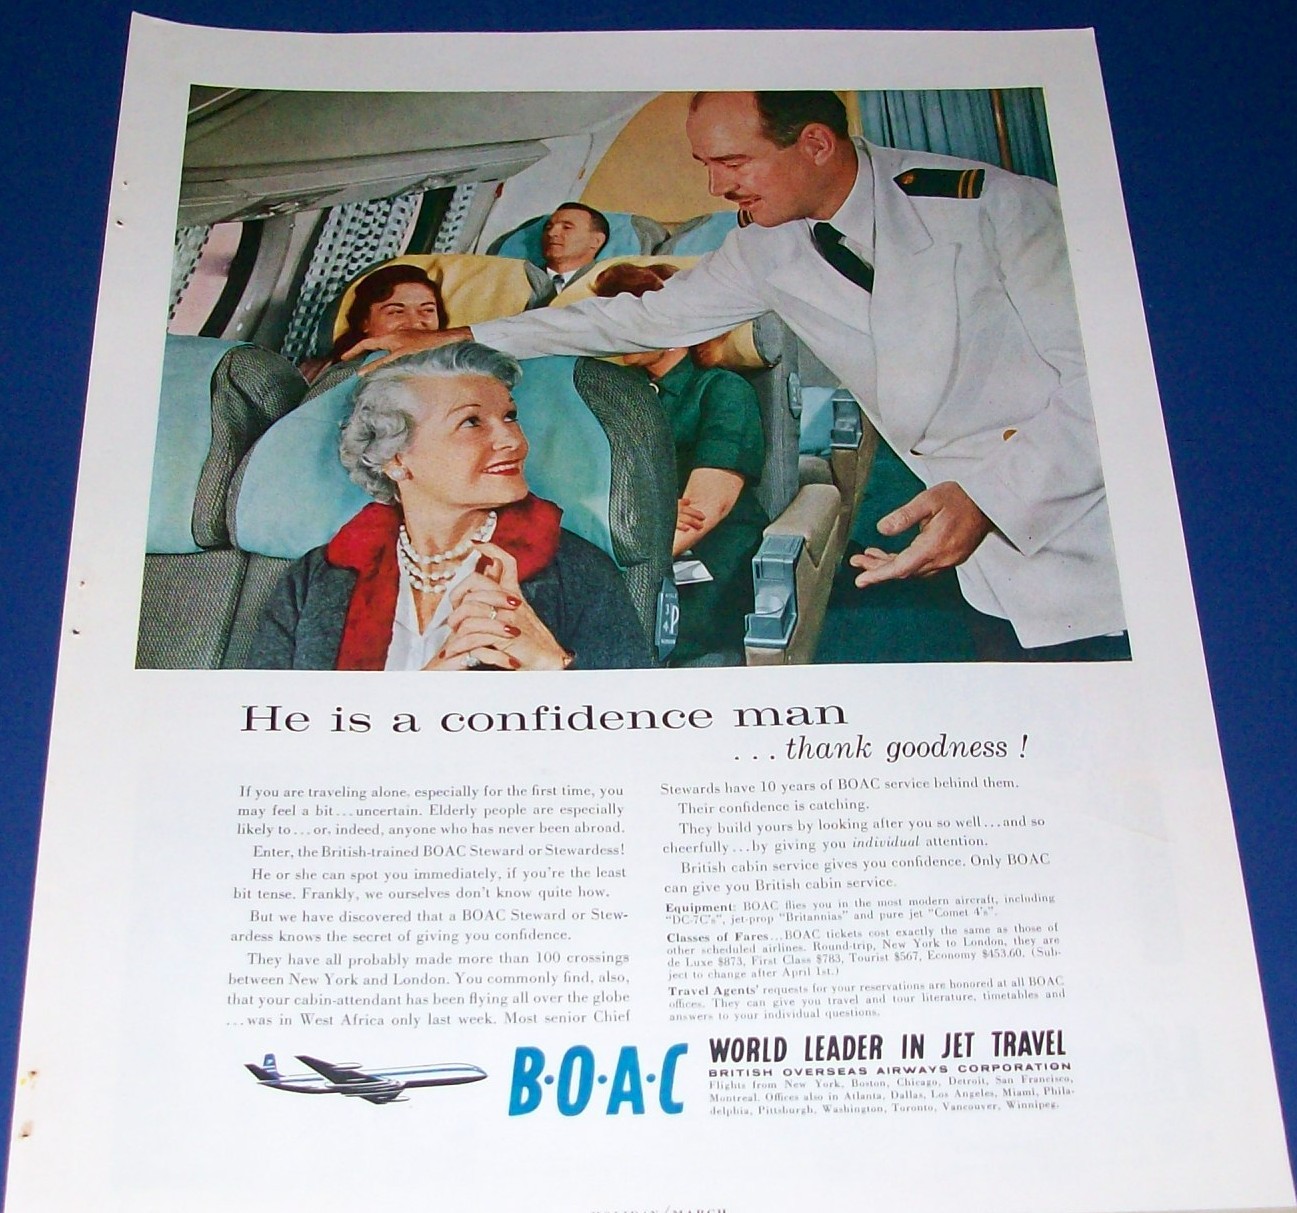 He is a confidence man
... thank goodness !
If you are traveling alone, especially for the first time, you
may feel a bit ... uncertain. Elderly people are especially
likely to ... or, indeed, anyone who has never been abroad.
Enter, the British-trained BOAC Steward or Stewardess!
He or she can spot you immediately, if you're the least
bit tense. Frankly, we ourselves don't know quite how.
But we have discovered that a BOAC Steward or Stew-
ardess knows the secret of giving you confidence.
They have all probably made more than 100 crossings
between New York and London. You commonly find, also,
that your cabin-attendant has been flying all over the globe
... was in West Africa only last week. Most senior Chief
Stewards have 10 years of BOAC service behind them.
Their confidence is catching.
They build yours by looking after you so well ... and so
cheerfully ... by giving you individual attention.
British cabin service gives you confidence. Only BOAC
can give you British cabin service.
Equipment: BOAC flies you in the most modern aircraft, including
"DC-7C's", jet-prop "Britannias" and pure jet "Comet 4's".
Classes of Fares ... BOAC tickets cost exactly the same as those of
other scheduled airlines. Round-trip, New York to London, they are
de Luxe $873, First Class $783, Tourist $567, Economy $453.60. (Sub-
ject to change after April 1st.)
Travel Agents' requests for your reservations are honored at all BOAC
offices. They can give you travel and tour literature, timetables and
answers to your individual questions.
B·O·A·C
WORLD LEADER IN JET TRAVEL
BRITISH OVERSEAS AIRWAYS CORPORATION
Flights from New York, Boston, Chicago, Detroit, San Francisco,
Montreal. Offices also in Atlanta, Dallas, Los Angeles, Miami, Phila-
delphia, Pittsburgh, Washington, Toronto, Vancouver, Winnipeg.